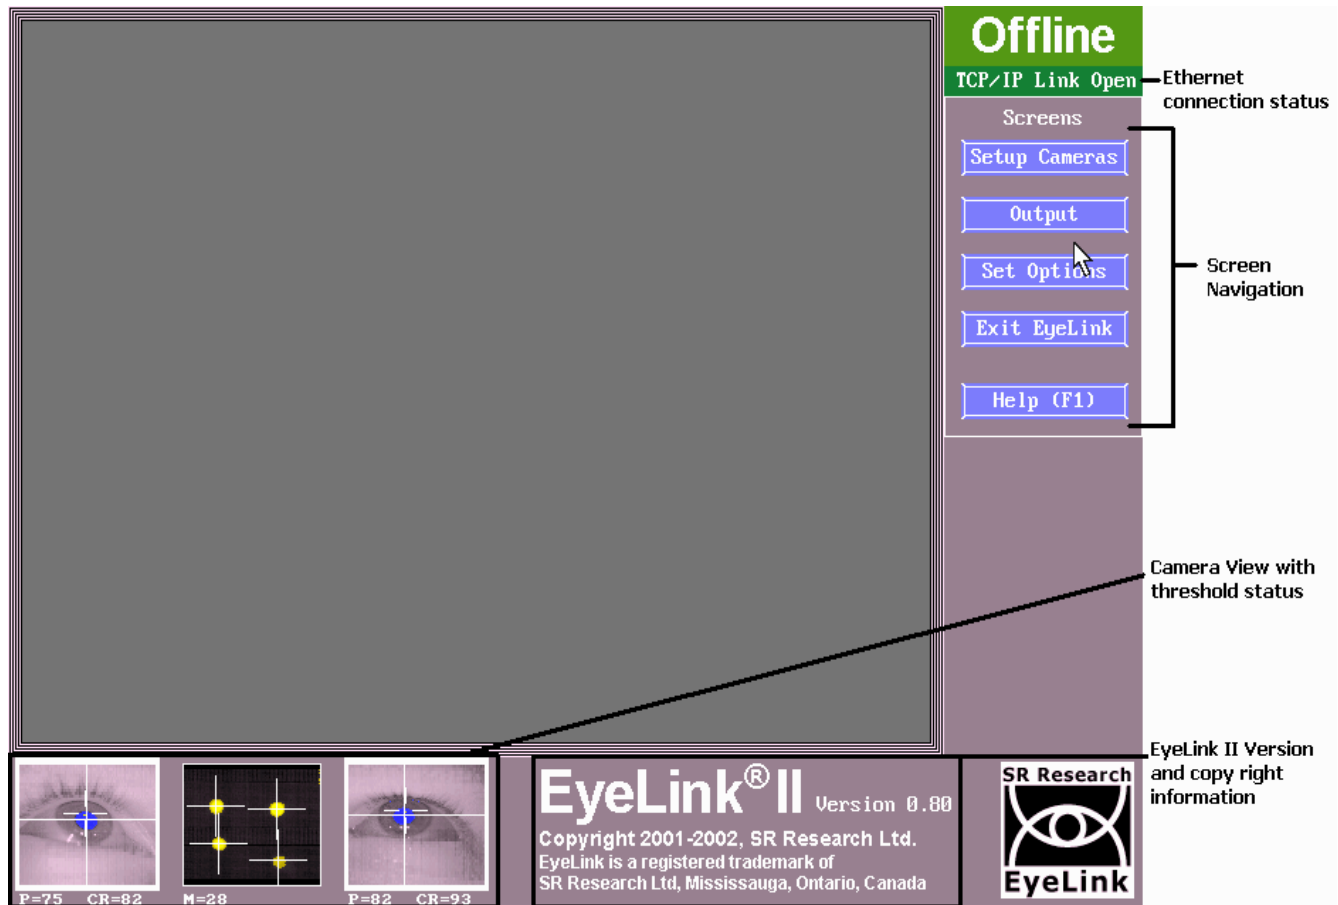 Offline
TCP/IP Link Open
Ethernet
connection status
Screens
Setup Cameras
Output
Set Options
Exit EyeLink
Help (F1)
Screen
Navigation
Camera View with
threshold status
EyeLink II Version
and copy right
information
P=75 CR=82
M=28
P=82 CR=93
EyeLink® II Version 0.80
Copyright 2001-2002, SR Research Ltd.
EyeLink is a registered trademark of
SR Research Ltd, Mississauga, Ontario, Canada
SR Research
EyeLink